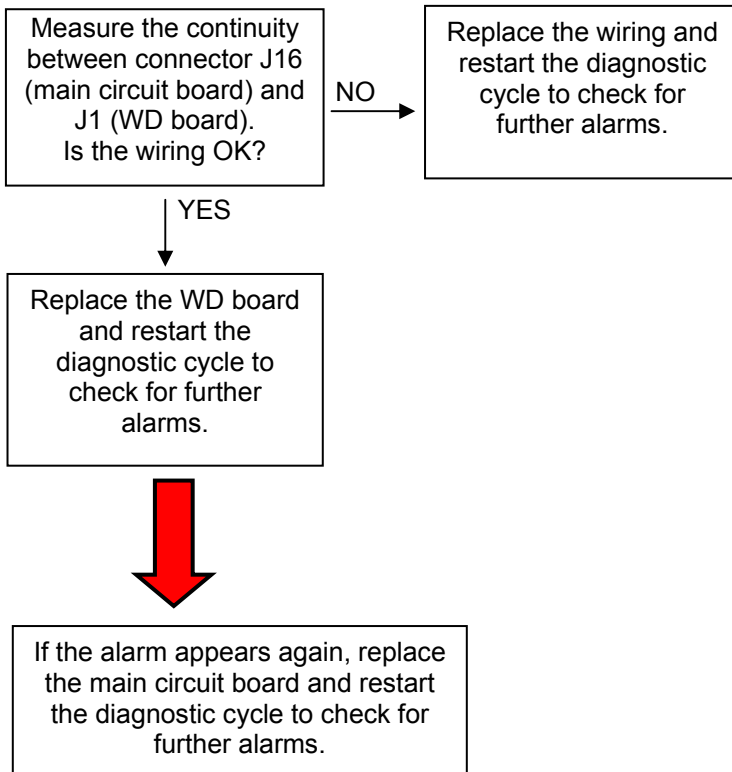 Measure the continuity
between connector J16
(main circuit board) and
J1 (WD board).
Is the wiring OK?
NO
Replace the wiring and
restart the diagnostic
cycle to check for
further alarms.
YES
Replace the WD board
and restart the
diagnostic cycle to
check for further
alarms.
If the alarm appears again, replace
the main circuit board and restart
the diagnostic cycle to check for
further alarms.